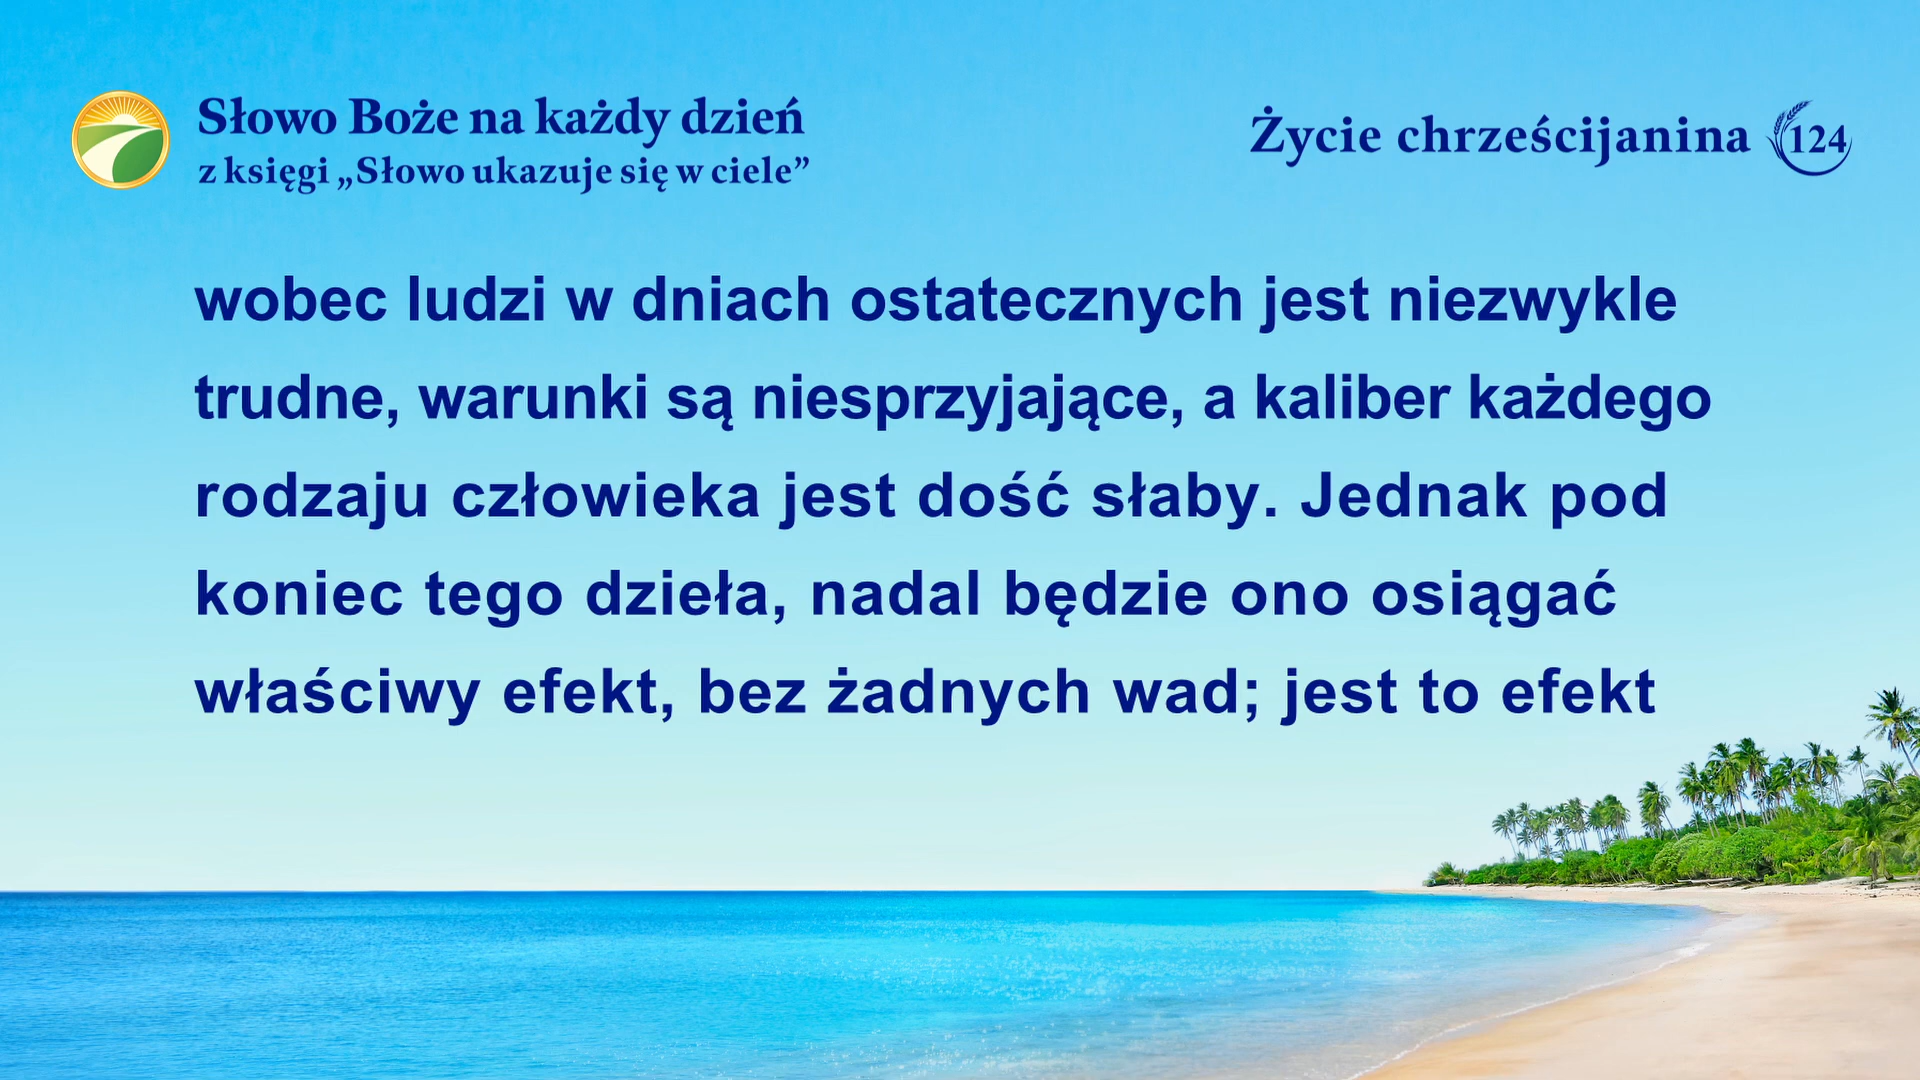 Słowo Boże na każdy dzień
z księgi „Słowo ukazuje się w ciele”
Życie chrześcijanina 124
wobec ludzi w dniach ostatecznych jest niezwykle
trudne, warunki są niesprzyjające, a kaliber każdego
rodzaju człowieka jest dość słaby. Jednak pod
koniec tego dzieła, nadal będzie ono osiągać
właściwy efekt, bez żadnych wad; jest to efekt